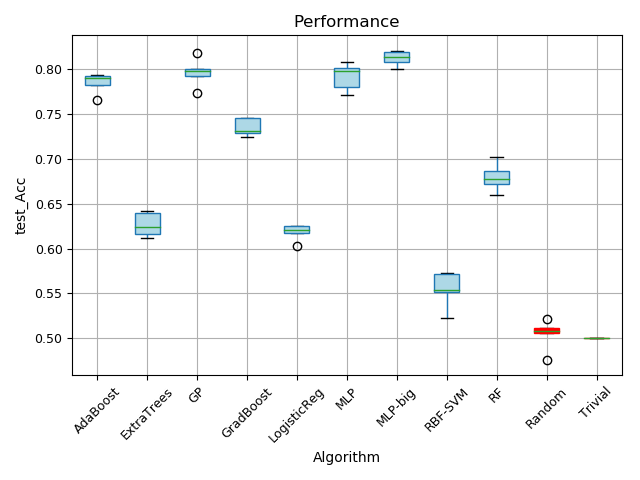 Performance
test_Acc
0.80
0.75
0.70
0.65
0.60
0.55
0.50
AdaBoost
ExtraTrees
GP
GradBoost
LogisticReg
MLP
MLP-big
RBF-SVM
RF
Random
Trivial
Algorithm